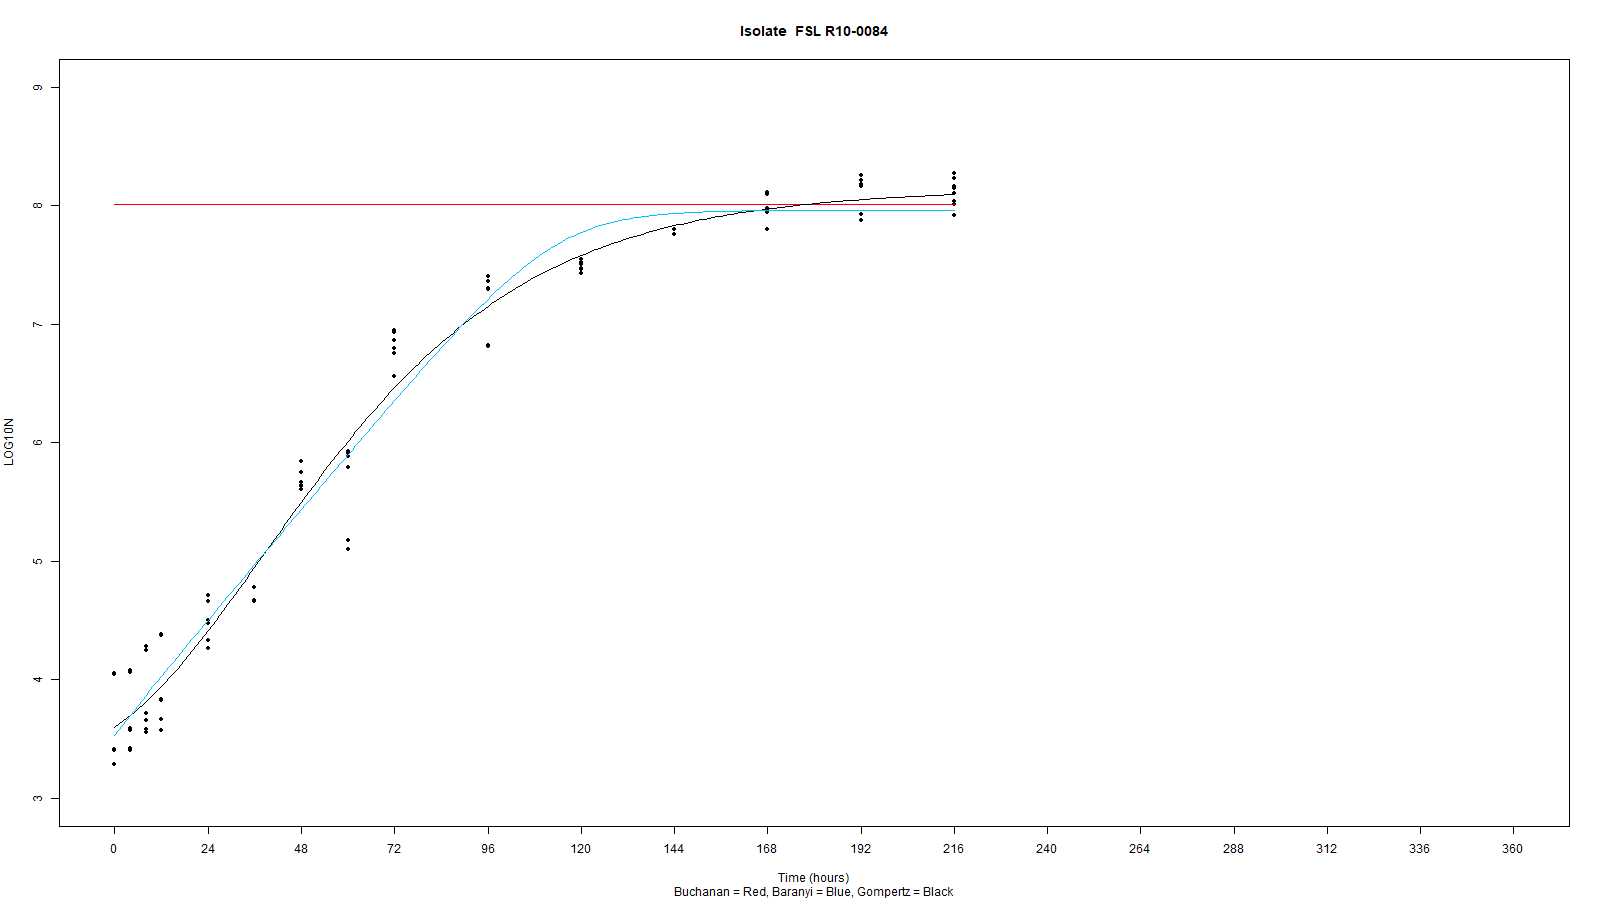 Isolate  FSL R10-0084
LOG10N
9
8
7
6
5
4
3
0 24 48 72 96 120 144 168 192 216 240 264 288 312 336 360
Time (hours)
Buchanan = Red, Baranyi = Blue, Gompertz = Black